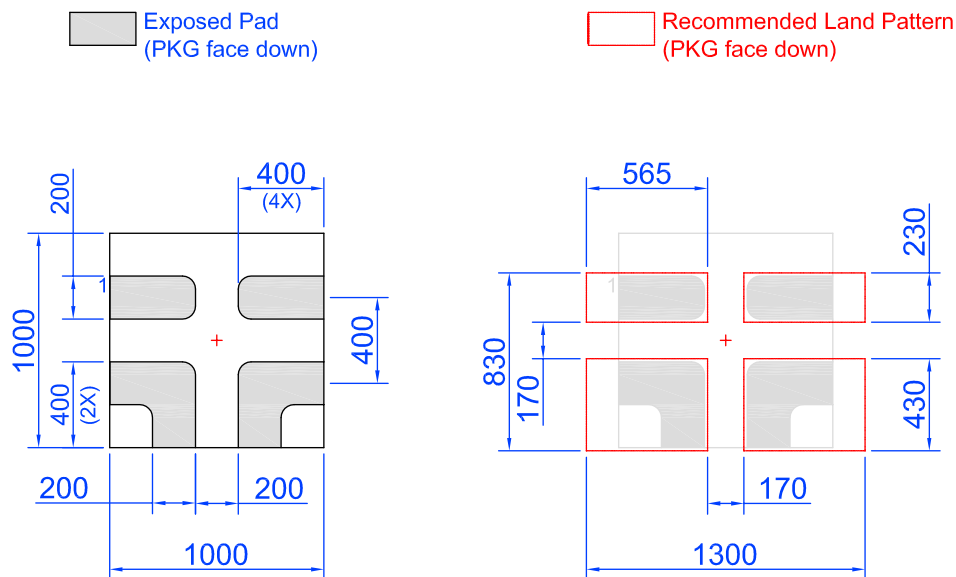 Exposed Pad
(PKG face down)
Recommended Land Pattern
(PKG face down)
200
400
(4X)
1
1000
400
400
(2X)
200
200
1000
565
230
1
830
170
430
170
1300